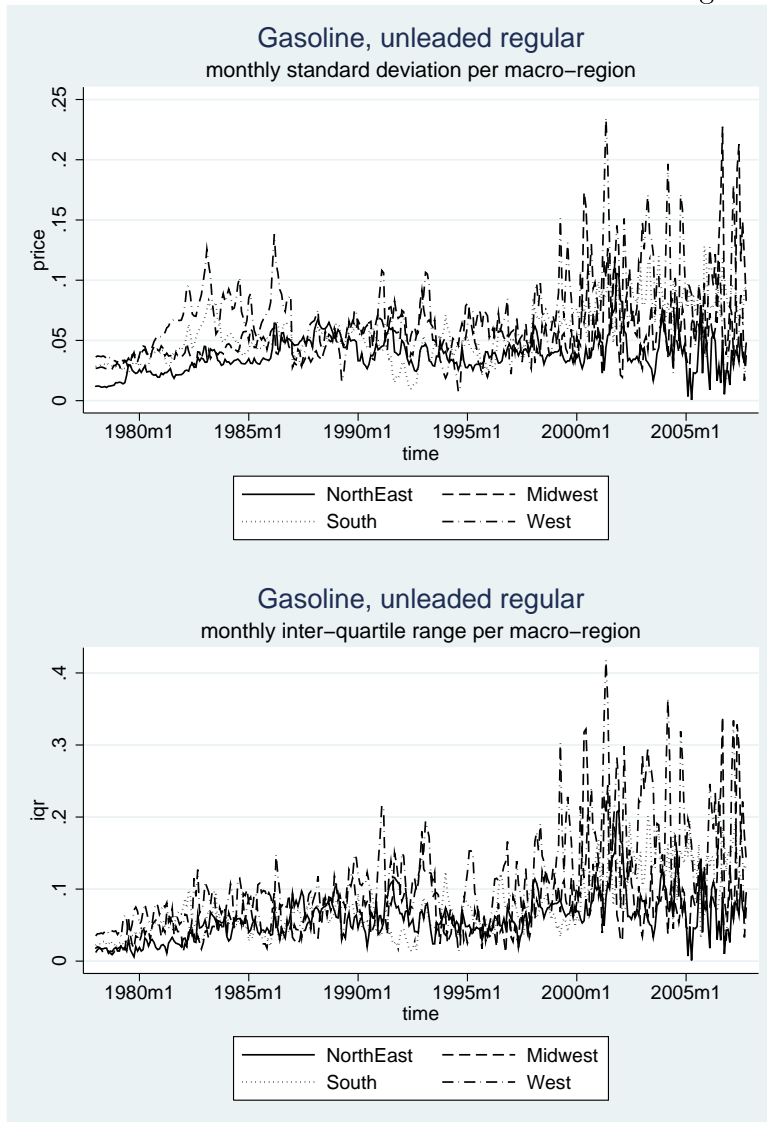 Gasoline, unleaded regular
monthly standard deviation per macro−region
price
.25
.2
.15
.1
.05
0
1980m1 1985m1 1990m1 1995m1 2000m1 2005m1
time
NorthEast Midwest
South West
Gasoline, unleaded regular
monthly inter−quartile range per macro−region
iqr
.4
.3
.2
.1
0
1980m1 1985m1 1990m1 1995m1 2000m1 2005m1
time
NorthEast Midwest
South West